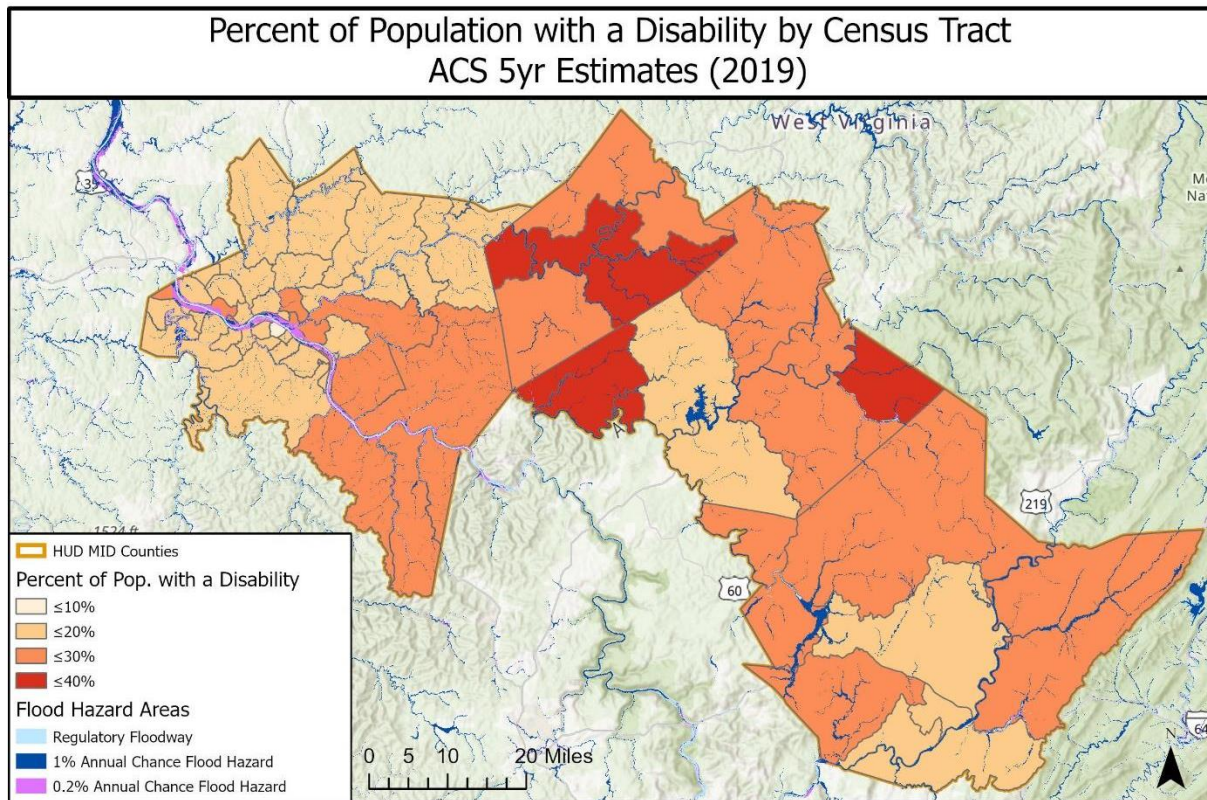 Percent of Population with a Disability by Census Tract
ACS 5yr Estimates (2019)
West Virginia
Nat
60
219
64
1524 ft
HUD MID Counties
Percent of Pop. with a Disability
≤10%
≤20%
≤30%
≤40%
Flood Hazard Areas
Regulatory Floodway
1% Annual Chance Flood Hazard
0.2% Annual Chance Flood Hazard
0 10 20 Miles
N